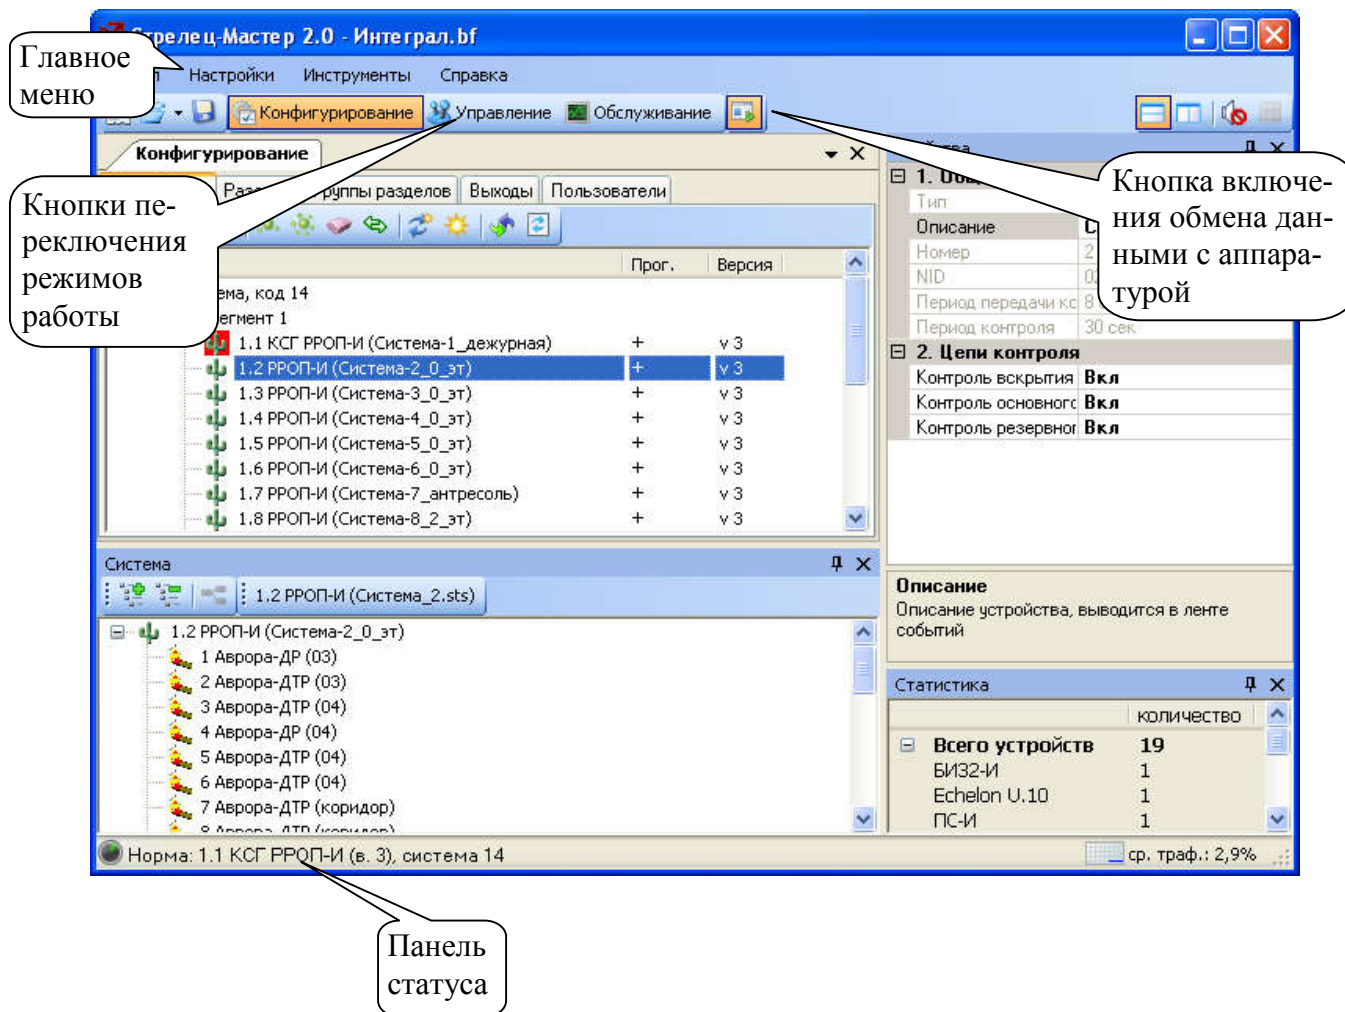 Стрелец-Мастер 2.0 - Интеграл.bf
Главное
меню
Настройки Инструменты Справка
Конфигурирование Управление Обслуживание
Конфигурирование
Группы разделов Выходы Пользователи
Кнопки пе-
реключения
режимов
работы
Кнопка включе-
ния обмена дан-
ными с аппара-
турой
Прог. Версия
код 14
1
1.1 КСГ РРОП-И (Система-1_дежурная) + v 3
1.2 РРОП-И (Система-2_0_эт) + v 3
1.3 РРОП-И (Система-3_0_эт) + v 3
1.4 РРОП-И (Система-4_0_эт) + v 3
1.5 РРОП-И (Система-5_0_эт) + v 3
1.6 РРОП-И (Система-6_0_эт) + v 3
1.7 РРОП-И (Система-7_антресоль) + v 3
1.8 РРОП-И (Система-8_2_эт) + v 3
Тип
Описание
Номер 2
NID
Период передачи 8
Период контроля 30 сек
2. Цепи контроля
Контроль вскрытия Вкл
Контроль основного Вкл
Контроль резервног Вкл
Описание
Описание устройства, выводится в ленте
событий
Система
1.2 РРОП-И (Система_2.sts)
1.2 РРОП-И (Система-2_0_эт)
1 Аврора-ДР (03)
2 Аврора-ДТР (03)
3 Аврора-ДТР (04)
4 Аврора-ДР (04)
5 Аврора-ДТР (04)
6 Аврора-ДТР (04)
7 Аврора-ДТР (коридор)
8 Аврора-ДТР (коридор)
Статистика
количество
Всего устройств 19
БИ32-И 1
Echelon U.10 1
ПС-И 1
Норма: 1.1 КСГ РРОП-И (в. 3), система 14
ср. траф.: 2,9%
Панель
статуса